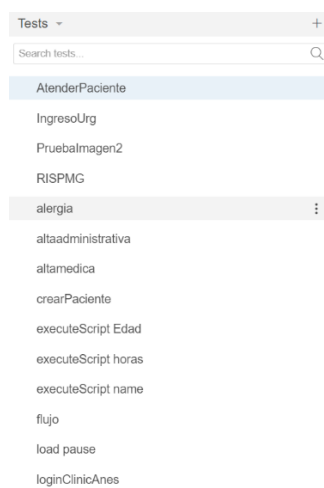 Tests
Search tests...
AtenderPaciente
IngresoUrg
PruebaImagen2
RISPMG
alergia
altaadministrativa
altamedica
crearPaciente
executeScript Edad
executeScript horas
executeScript name
flujo
load pause
loginClinicAnes